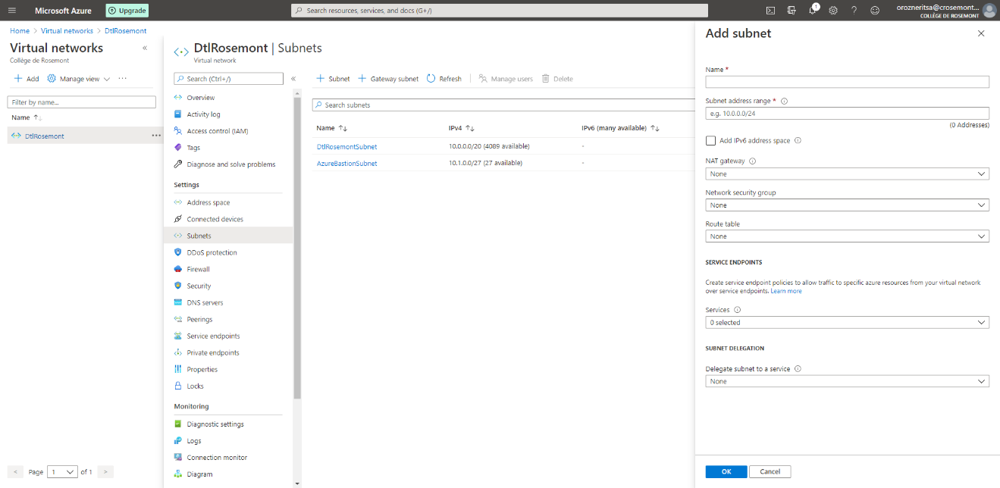 Microsoft Azure
Upgrade
Search resources, services, and docs (G+/)
1
orozneritsa@crosemont...
COLLÈGE DE ROSEMONT
Home > Virtual networks > DtlRosemont
Virtual networks
Collège de Rosemont
+ Add
Manage view
...
Filter by name...
Name
DtlRosemont
...
< Page 1 of 1 >
DtlRosemont | Subnets
Virtual network
Search (Ctrl+/)
Overview
Activity log
Access control (IAM)
Tags
Diagnose and solve problems
Settings
Address space
Connected devices
Subnets
DDoS protection
Firewall
Security
DNS servers
Peerings
Service endpoints
Private endpoints
Properties
Locks
Monitoring
Diagnostic settings
Logs
Connection monitor
Diagram
+ Subnet + Gateway subnet Refresh Manage users Delete
Search subnets
Name IPv4 IPv6 (many available)
DtlRosemontSubnet 10.0.0.0/20 (4089 available) -
AzureBastionSubnet 10.1.0.0/27 (27 available) -
Add subnet
Name *
Subnet address range *
e.g. 10.0.0.0/24
(0 Addresses)
Add IPv6 address space
NAT gateway
None
Network security group
None
Route table
None
SERVICE ENDPOINTS
Create service endpoint policies to allow traffic to specific azure resources from your virtual network
over service endpoints. Learn more
Services
0 selected
SUBNET DELEGATION
Delegate subnet to a service
None
OK Cancel